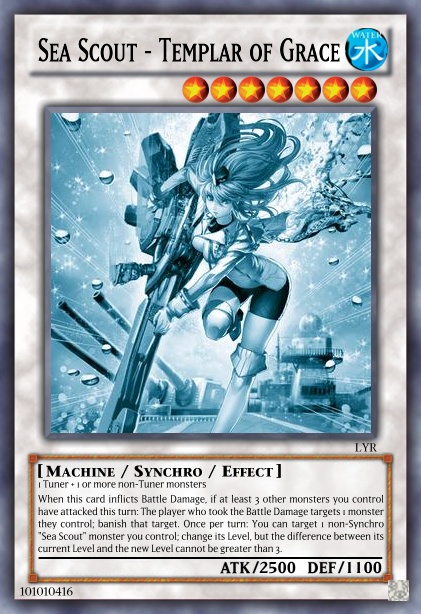 Sea Scout - Templar of Grace
WATER
水
LYR
[ Machine / Synchro / Effect ]
1 Tuner + 1 or more non-Tuner monsters
When this card inflicts Battle Damage, if at least 3 other monsters you control
have attacked this turn: The player who took the Battle Damage targets 1 monster
they control; banish that target. Once per turn: You can target 1 non-Synchro
"Sea Scout" monster you control; change its Level, but the difference between its
current Level and the new Level cannot be greater than 3.
ATK/2500 DEF/1100
101010416